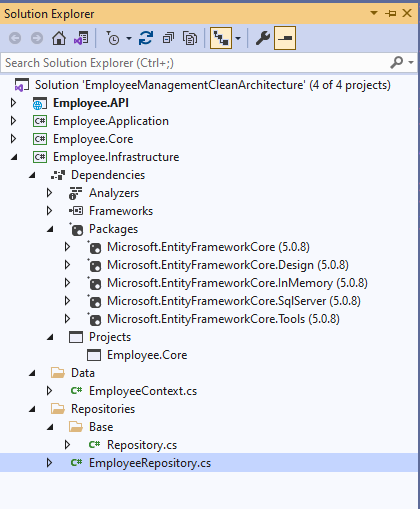 Solution Explorer
Search Solution Explorer (Ctrl+;)
Solution 'EmployeeManagementCleanArchitecture' (4 of 4 projects)
Employee.API
C# Employee.Application
C# Employee.Core
C# Employee.Infrastructure
Dependencies
Analyzers
Frameworks
Packages
Microsoft.EntityFrameworkCore (5.0.8)
Microsoft.EntityFrameworkCore.Design (5.0.8)
Microsoft.EntityFrameworkCore.InMemory (5.0.8)
Microsoft.EntityFrameworkCore.SqlServer (5.0.8)
Microsoft.EntityFrameworkCore.Tools (5.0.8)
Projects
Employee.Core
Data
C# EmployeeContext.cs
Repositories
Base
C# Repository.cs
C# EmployeeRepository.cs